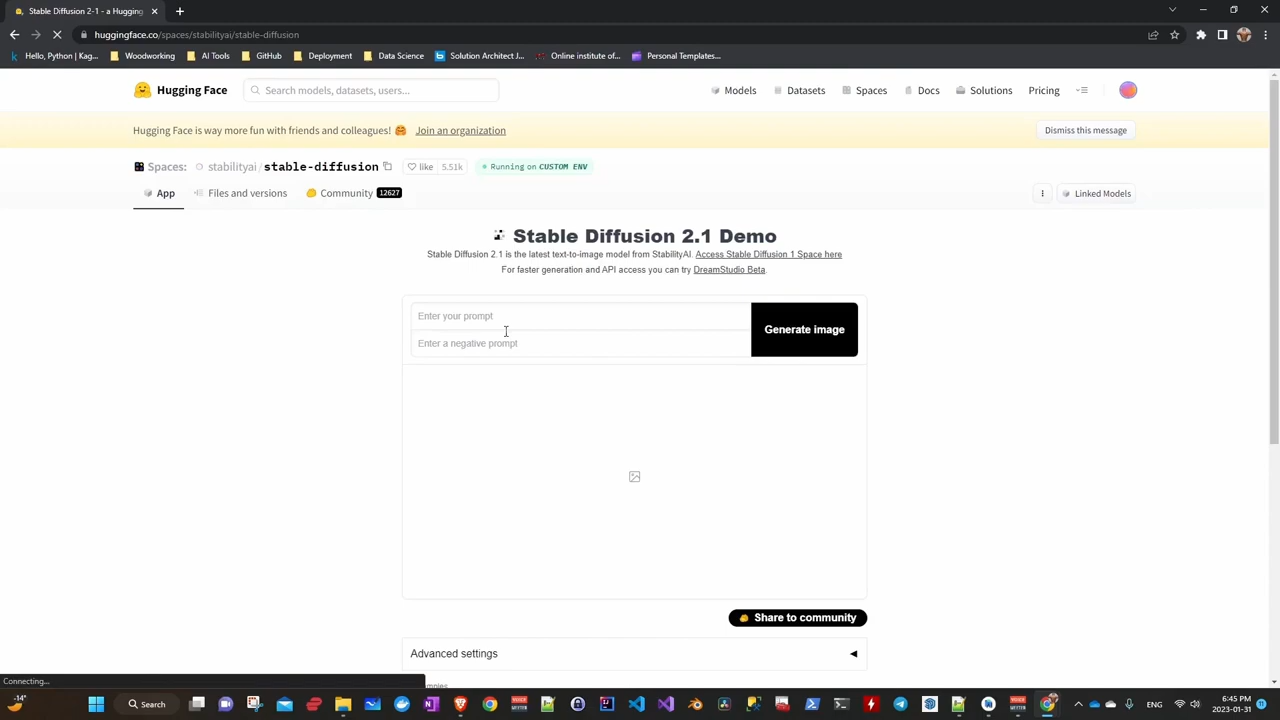 Stable Diffusion 2-1 - a Hugging
huggingface.co/spaces/stabilityai/stable-diffusion
Hello, Python | Kag...
Woodworking
AI Tools
GitHub
Deployment
Data Science
Solution Architect J...
Online institute of...
Personal Templates...
Hugging Face
Search models, datasets, users...
Models
Datasets
Spaces
Docs
Solutions
Pricing
Hugging Face is way more fun with friends and colleagues! 🤗 Join an organization
Dismiss this message
Spaces: stabilityai/stable-diffusion
like 5.51k
Running on CUSTOM ENV
App
Files and versions
Community 12627
Linked Models
Stable Diffusion 2.1 Demo
Stable Diffusion 2.1 is the latest text-to-image model from StabilityAI. Access Stable Diffusion 1 Space here
For faster generation and API access you can try DreamStudio Beta.
Enter your prompt
Enter a negative prompt
Generate image
Share to community
Advanced settings
Connecting...
-14°
Search
ENG
6:45 PM
2023-01-31